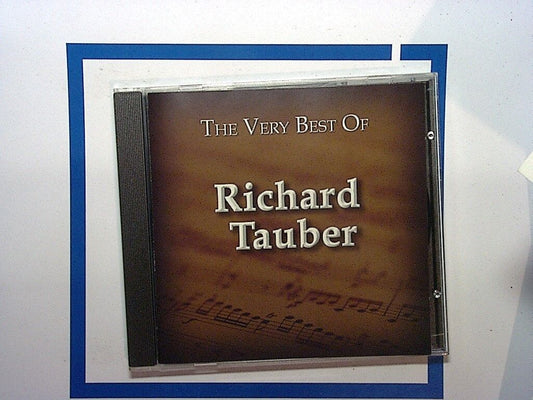 The Very Best Of
Richard
Tauber